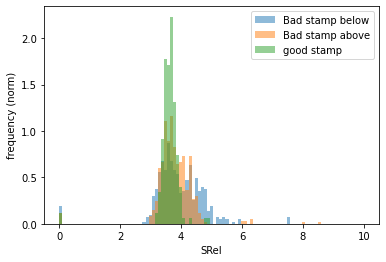 Bad stamp below
Bad stamp above
good stamp
frequency (norm)
2.0
1.5
1.0
0.5
0.0
0
2
4
6
8
10
SRel